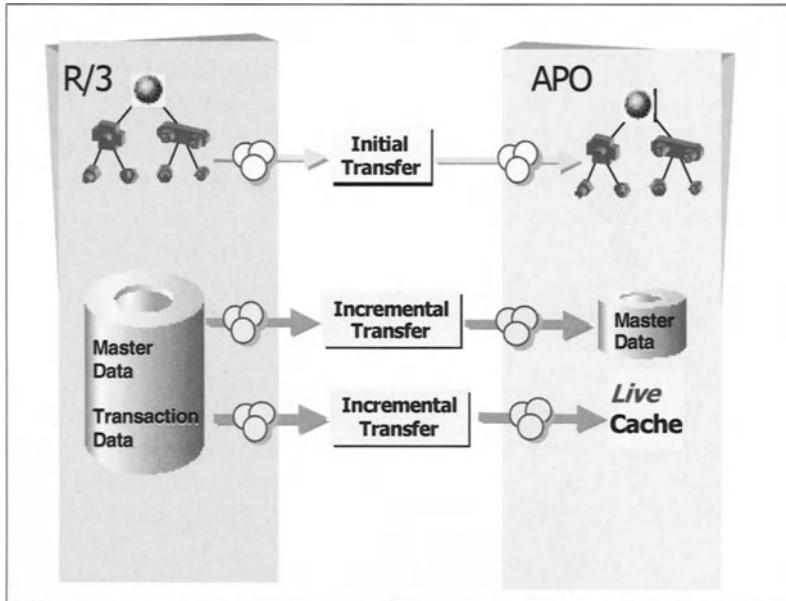 R/3
APO
Initial
Transfer
Incremental
Transfer
Master
Data
Master
Data
Transaction
Data
Incremental
Transfer
Live
Cache